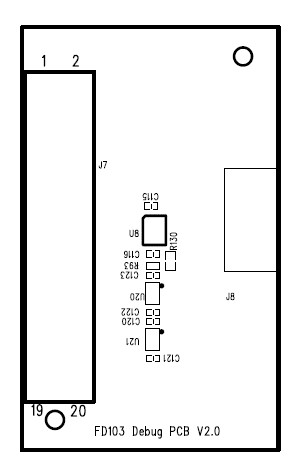 1 2
J7
C115
U8
R130
C116
R93
C123
U20
J8
C122
C120
U21
C121
19 20
FD103 Debug PCB V2.0